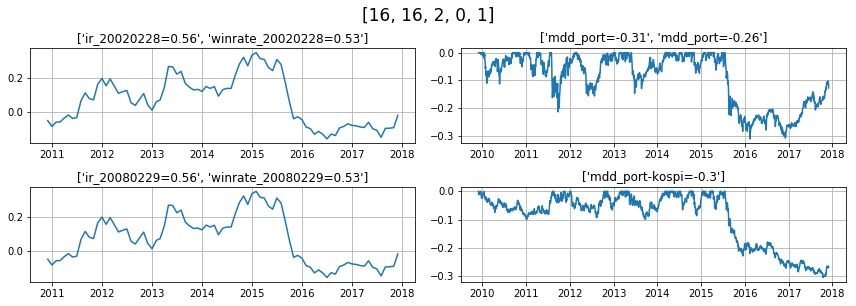 [16, 16, 2, 0, 1]
['ir_20020228=0.56', 'winrate_20020228=0.53']
0.2
0.0
2011 2012 2013 2014 2015 2016 2017 2018
['mdd_port=-0.31', 'mdd_port=-0.26']
0.0
−0.1
−0.2
−0.3
2010 2011 2012 2013 2014 2015 2016 2017 2018
['ir_20080229=0.56', 'winrate_20080229=0.53']
0.2
0.0
2011 2012 2013 2014 2015 2016 2017 2018
['mdd_port-kospi=-0.3']
0.0
−0.1
−0.2
−0.3
2010 2011 2012 2013 2014 2015 2016 2017 2018